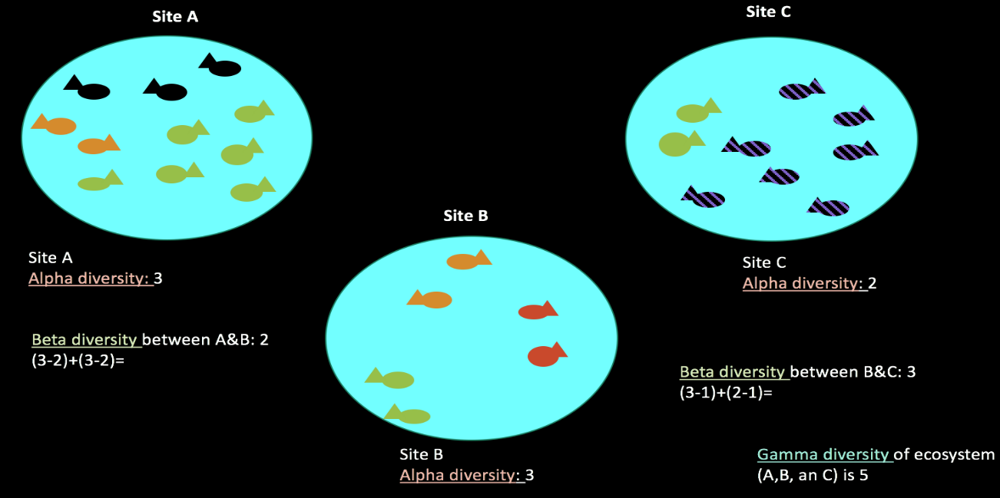 Site A
Site C
Site B
Site A
Alpha diversity: 3
Beta diversity between A&B: 2
(3-2)+(3-2)=
Site B
Alpha diversity: 3
Site C
Alpha diversity: 2
Beta diversity between B&C: 3
(3-1)+(2-1)=
Gamma diversity of ecosystem
(A,B, an C) is 5